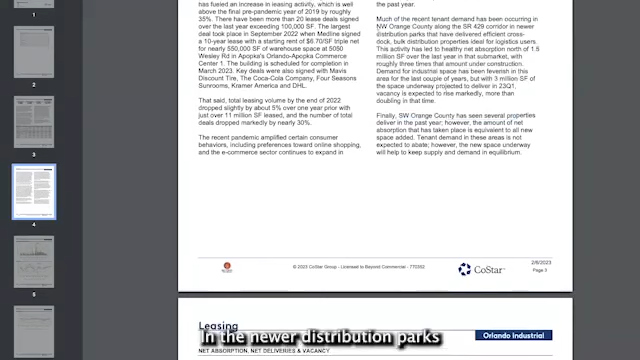 has fueled an increase in leasing activity, which is well
above the final pre-pandemic year of 2019 by roughly
35%. There have been more than 20 lease deals signed
over the last year exceeding 100,000 SF. The largest
deal took place in September 2022 when Medline signed
a 10-year lease with a starting rent of $6.70/SF triple
net for nearly 550,000 SF of warehouse space at 5050
Wesley Rd in Apopka's Orlando-Apopka Commerce
Center 1. The building is scheduled for completion in
March 2023. Key deals were also signed with Mavis
Discount Tire, The Coca-Cola Company, Four Seasons
Sunrooms, Kramer America and DHL.
That said, total leasing volume by the end of 2022
dropped slightly by about 5% over one year prior with
just over 11 million SF leased, and the number of total
deals dropped markedly by nearly 30%.
The recent pandemic amplified certain consumer
behaviors, including preferences toward online shopping,
and the e-commerce sector continues to expand in
the past year.
Much of the recent tenant demand has been occurring in
NW Orange County along the SR 429 corridor in newer
distribution parks that have delivered efficient cross-
dock, bulk distribution properties ideal for logistics users.
This activity has led to healthy net absorption north of 1.5
million SF over the last year in that submarket, with
roughly three times that amount under construction.
Demand for industrial space has been feverish in this
area for the last couple of years, but with 3 million SF of
the space underway projected to deliver in 23Q1,
vacancy is expected to rise markedly, more than
doubling in that time.
Finally, SW Orange County has seen several properties
deliver in the past year; however, the amount of net
absorption that has taken place is equivalent to all new
space added. Tenant demand in these areas is not
expected to abate; however, the new space underway
will help to keep supply and demand in equilibrium.
© 2023 CoStar Group - Licensed to Beyond Commercial - 770352
CoStar™
2/6/2023
Page 3
1
2
3
4
5
Leasing
Orlando Industrial
In the newer distribution parks
NET ABSORPTION, NET DELIVERIES & VACANCY